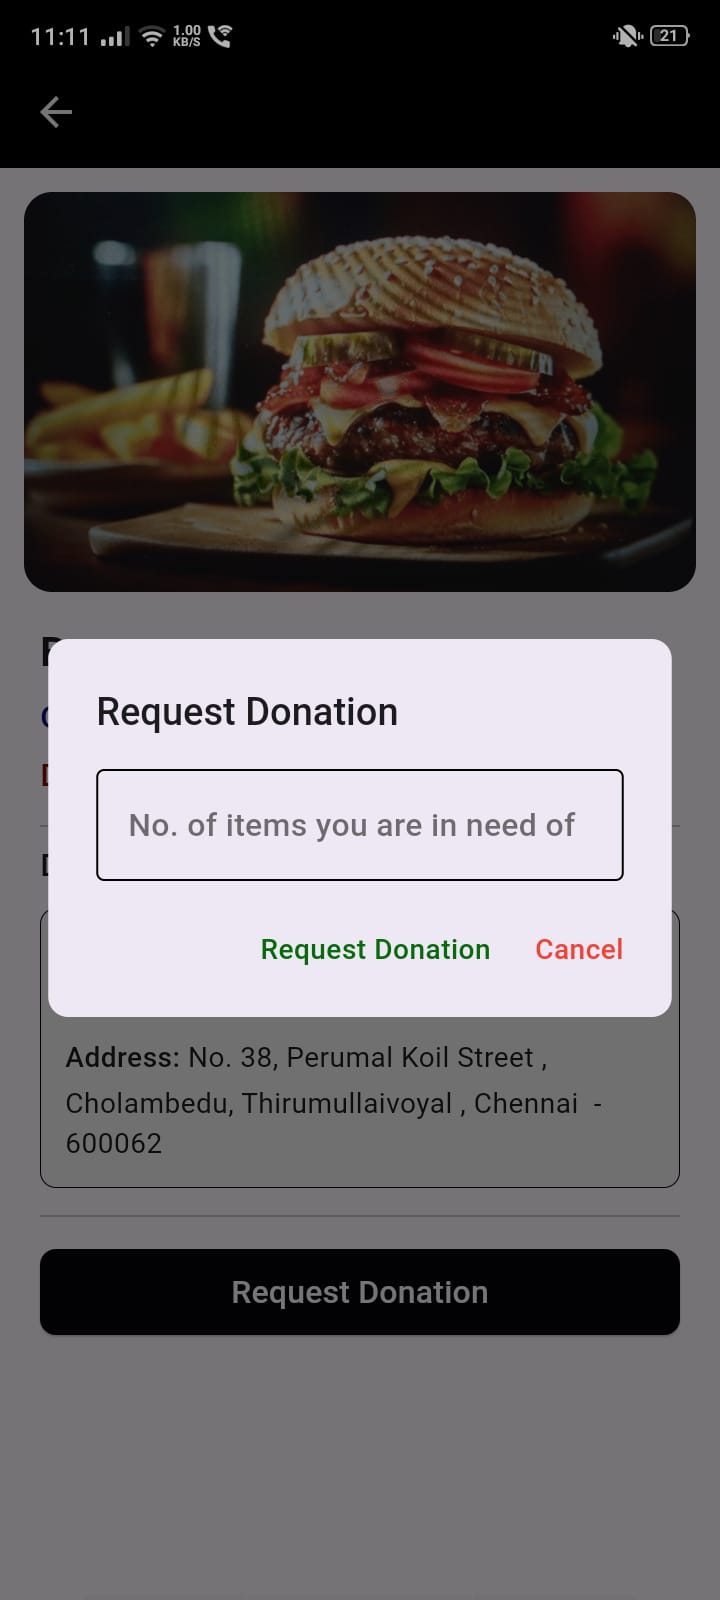 11:11
1.00
KB/S
21
Request Donation
No. of items you are in need of
Request Donation Cancel
Address: No. 38, Perumal Koil Street ,
Cholambedu, Thirumullaivoyal , Chennai  -
600062
Request Donation